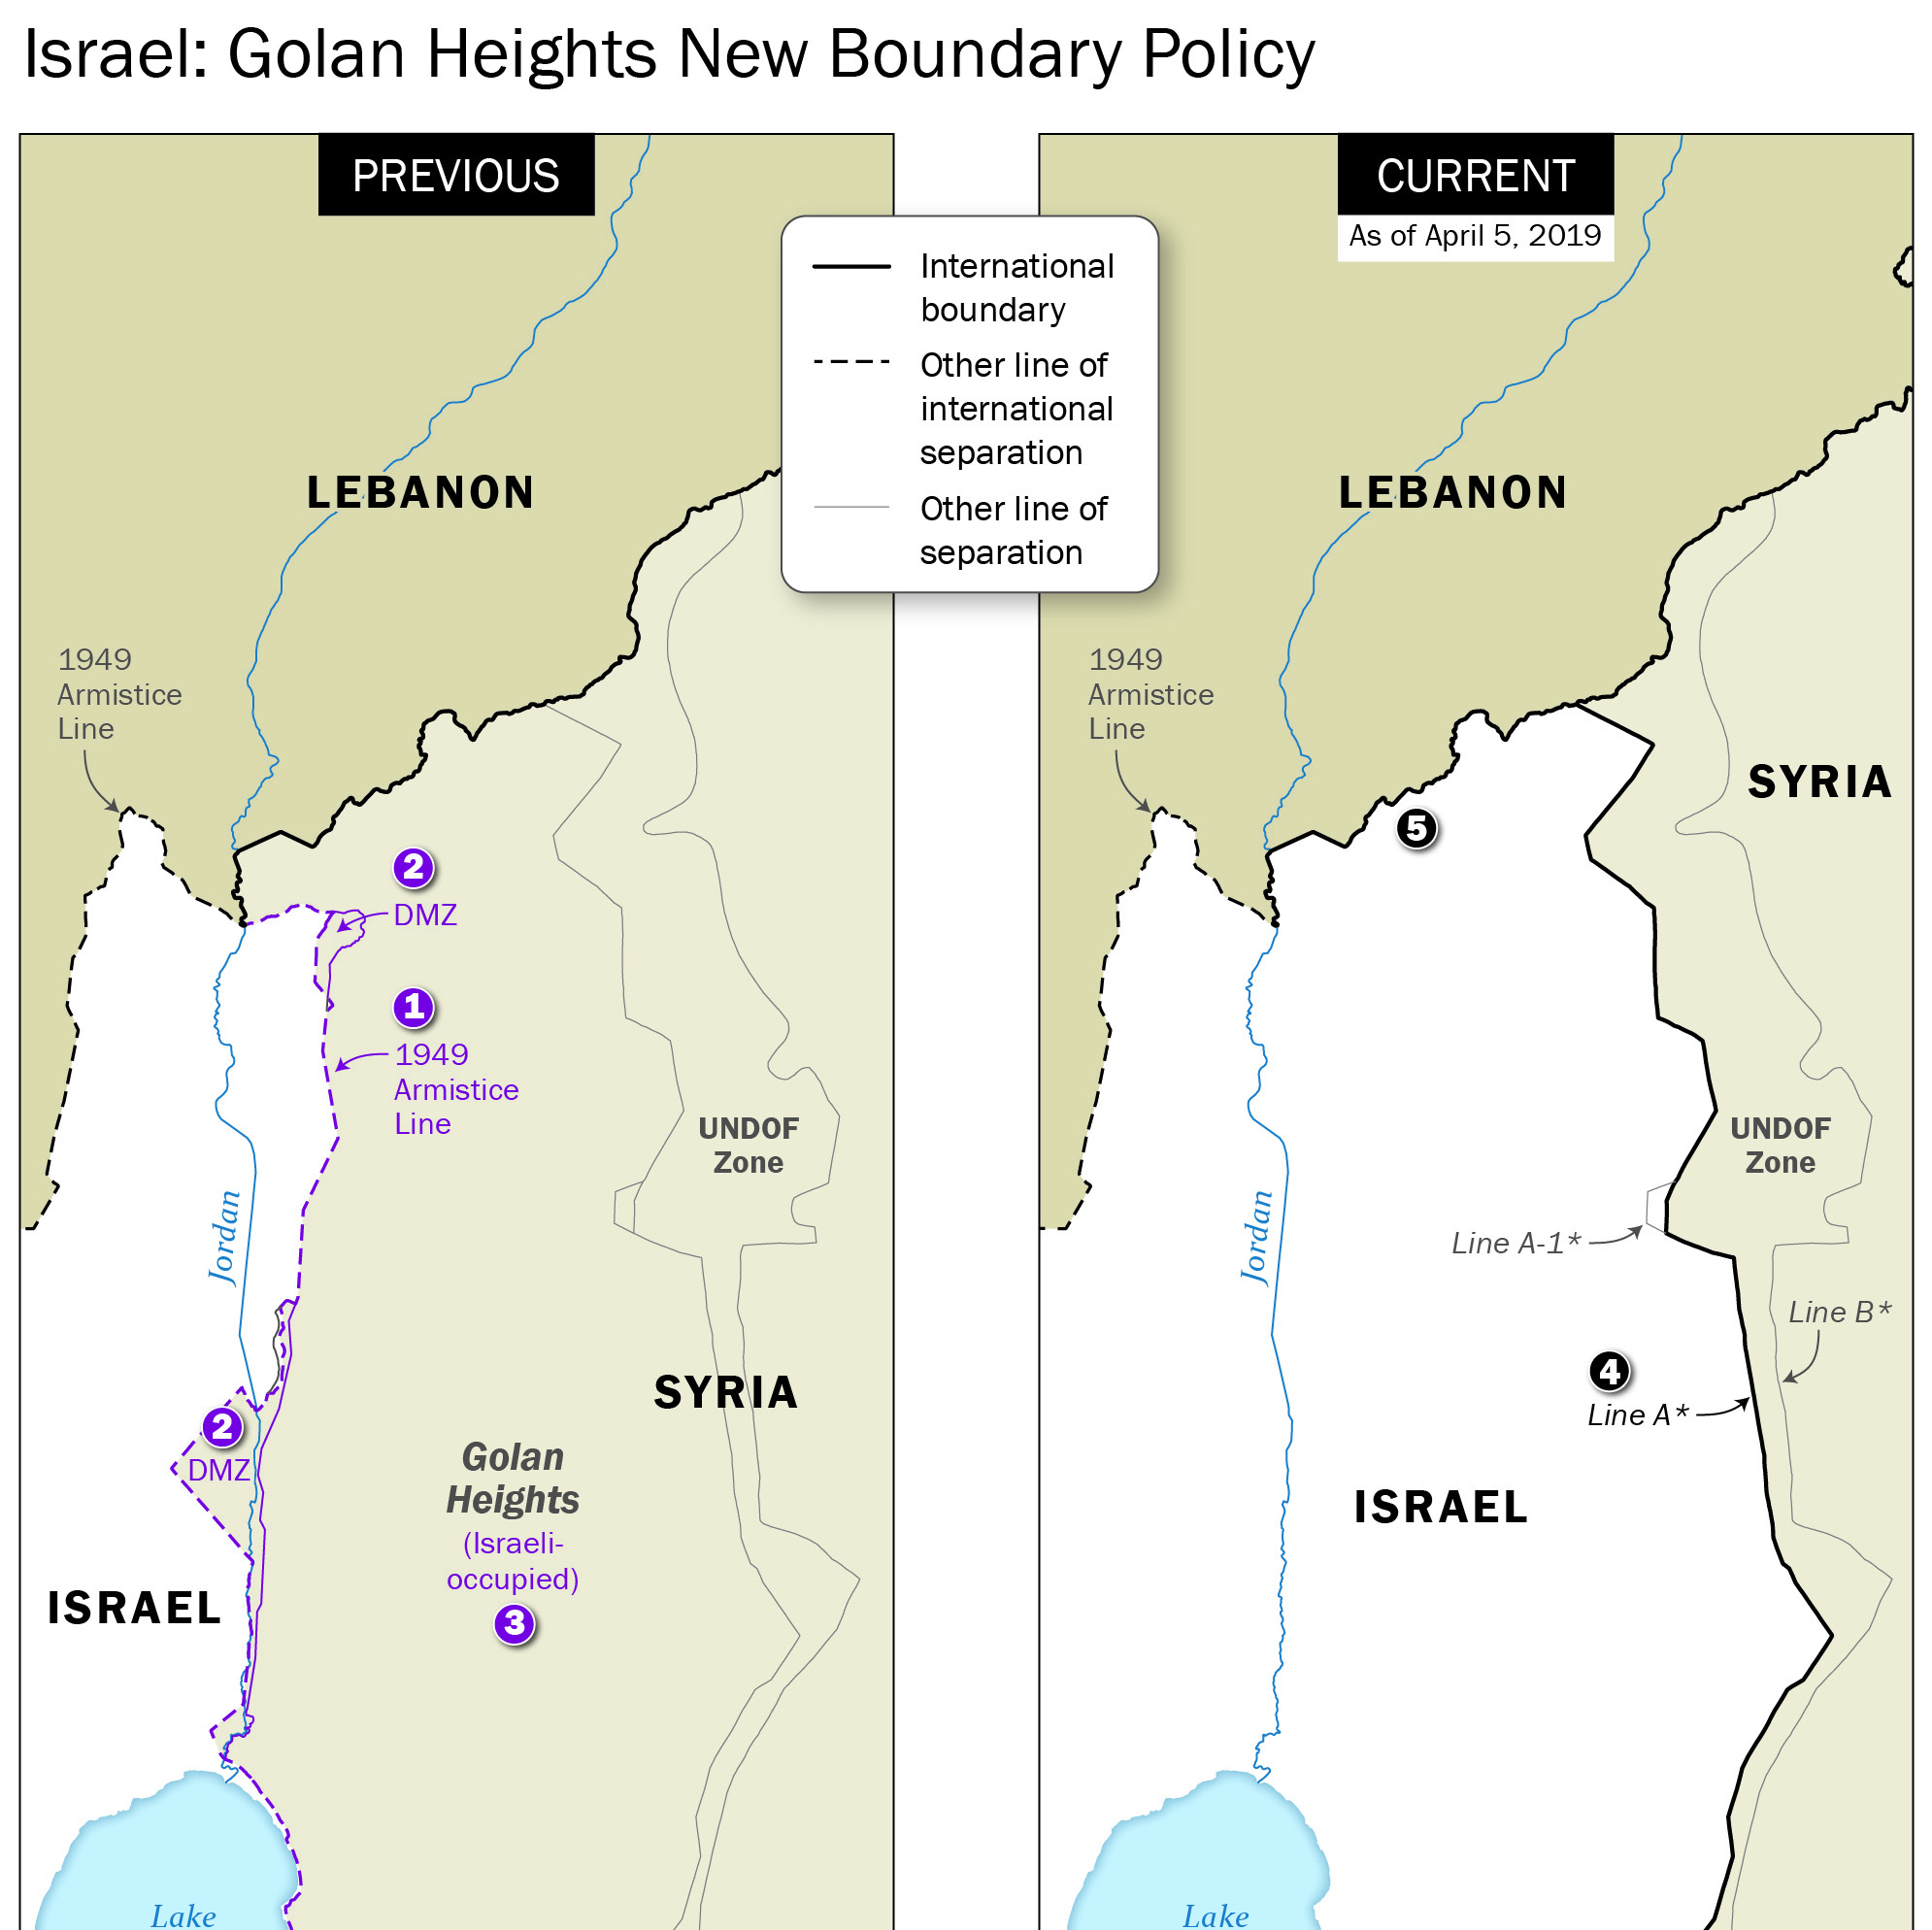 Israel: Golan Heights New Boundary Policy
PREVIOUS
LEBANON
1949
Armistice
Line
2
DMZ
1
1949
Armistice
Line
UNDOF
Zone
Jordan
SYRIA
2
DMZ
Golan
Heights
(Israeli-
occupied)
3
ISRAEL
Lake
International
boundary
Other line of
international
separation
Other line of
separation
CURRENT
As of April 5, 2019
LEBANON
1949
Armistice
Line
SYRIA
5
UNDOF
Zone
Jordan
Line A-1*
Line B*
4
Line A*
ISRAEL
Lake